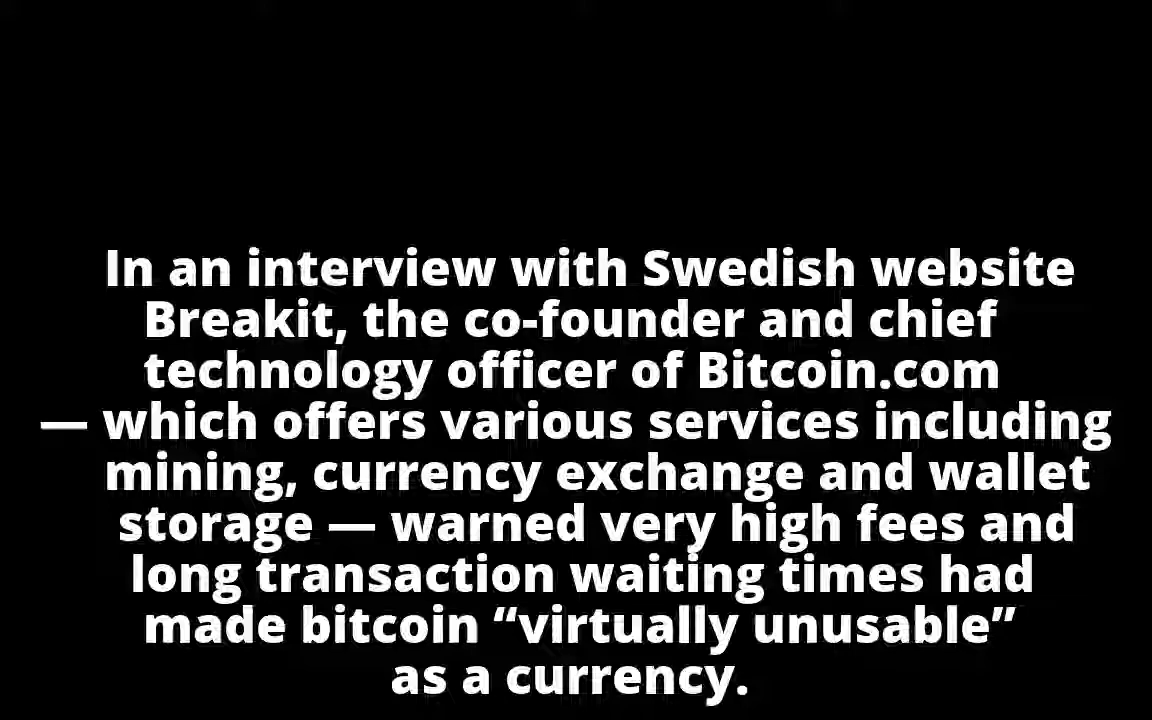 In an interview with Swedish website
Breakit, the co-founder and chief
technology officer of Bitcoin.com
— which offers various services including
mining, currency exchange and wallet
storage — warned very high fees and
long transaction waiting times had
made bitcoin “virtually unusable”
as a currency.